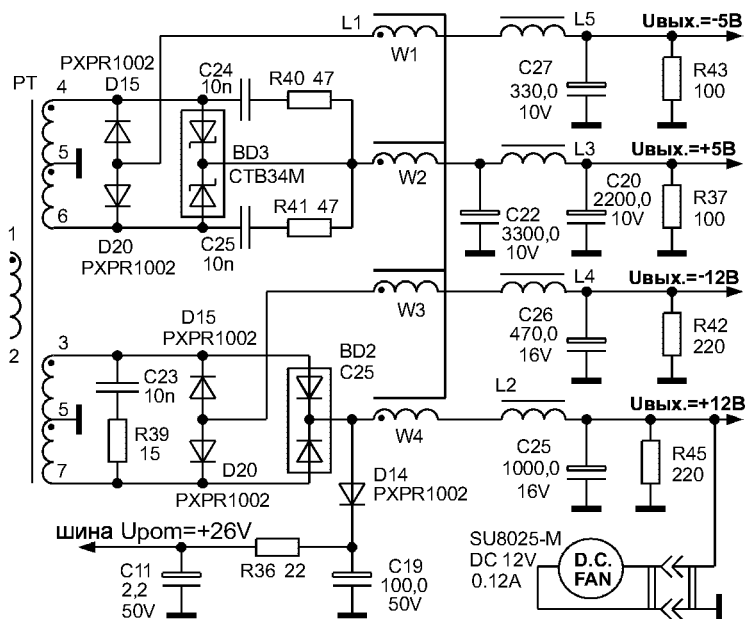 L1
L5
Uвых.=-5В
PXPR1002
D15
C24
10n
R40 47
W1
C27
330,0
10V
R43
100
PT
4
5
6
BD3
CTB34M
L3
Uвых.=+5В
W2
R41 47
C25
10n
C22
3300,0
10V
C20
2200,0
10V
R37
100
D20
PXPR1002
1
2
L4
Uвых.=-12В
W3
D15
PXPR1002
C26
470,0
16V
R42
220
3
5
7
C23
10n
R39
15
BD2
C25
L2
Uвых.=+12В
W4
D20
PXPR1002
D14
PXPR1002
C25
1000,0
16V
R45
220
шина Upom=+26V
R36 22
C11
2,2
50V
C19
100,0
50V
SU8025-M
DC 12V
0.12A
D.C.
FAN